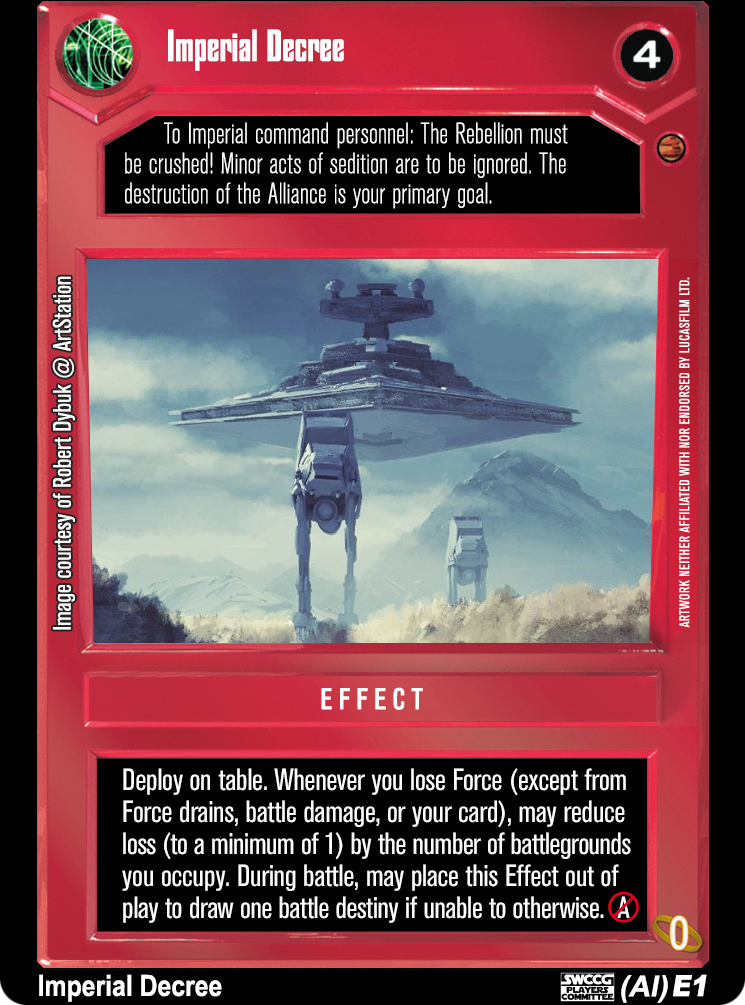 Imperial Decree
4
To Imperial command personnel: The Rebellion must
be crushed! Minor acts of sedition are to be ignored. The
destruction of the Alliance is your primary goal.
Image courtesy of Robert Dybuk @ ArtStation
ARTWORK NEITHER AFFILIATED WITH NOR ENDORSED BY LUCASFILM LTD.
EFFECT
Deploy on table. Whenever you lose Force (except from
Force drains, battle damage, or your card), may reduce
loss (to a minimum of 1) by the number of battlegrounds
you occupy. During battle, may place this Effect out of
play to draw one battle destiny if unable to otherwise. A
0
Imperial Decree
SWCCG
PLAYERS
COMMITTEE
(AI) E1